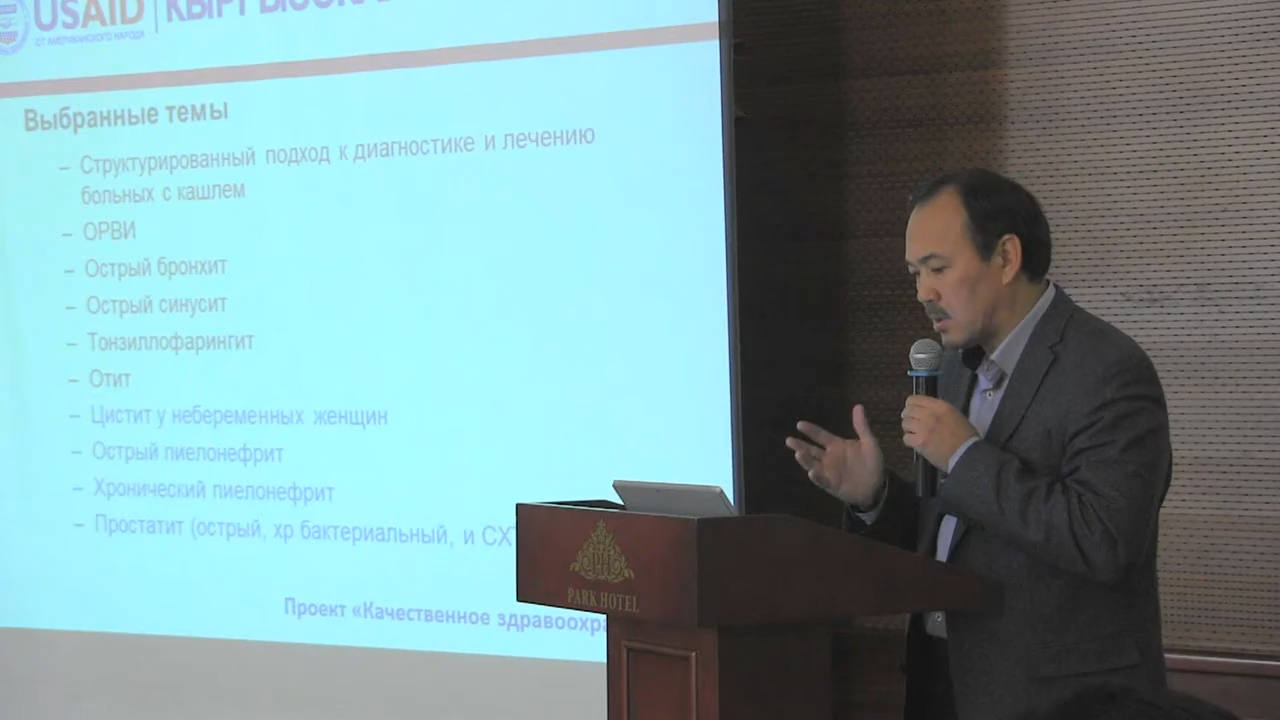 USAID
ОТ АМЕРИКАНСКОГО НАРОДА
Выбранные темы
– Структурированный подход к диагностике и лечению
больных с кашлем
– ОРВИ
– Острый бронхит
– Острый синусит
– Тонзиллофарингит
– Отит
– Цистит у небеременных женщин
– Острый пиелонефрит
– Хронический пиелонефрит
– Простатит (острый, хр бактериальный, и
Проект «Качественное
PARK HOTEL